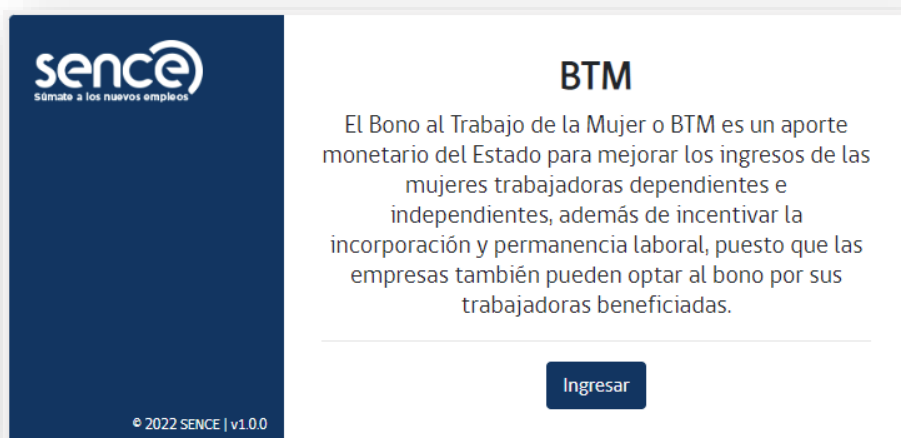 sence
Súmate a los nuevos empleos
BTM
El Bono al Trabajo de la Mujer o BTM es un aporte
monetario del Estado para mejorar los ingresos de las
mujeres trabajadoras dependientes e
independientes, además de incentivar la
incorporación y permanencia laboral, puesto que las
empresas también pueden optar al bono por sus
trabajadoras beneficiadas.
Ingresar
© 2022 SENCE | v1.0.0